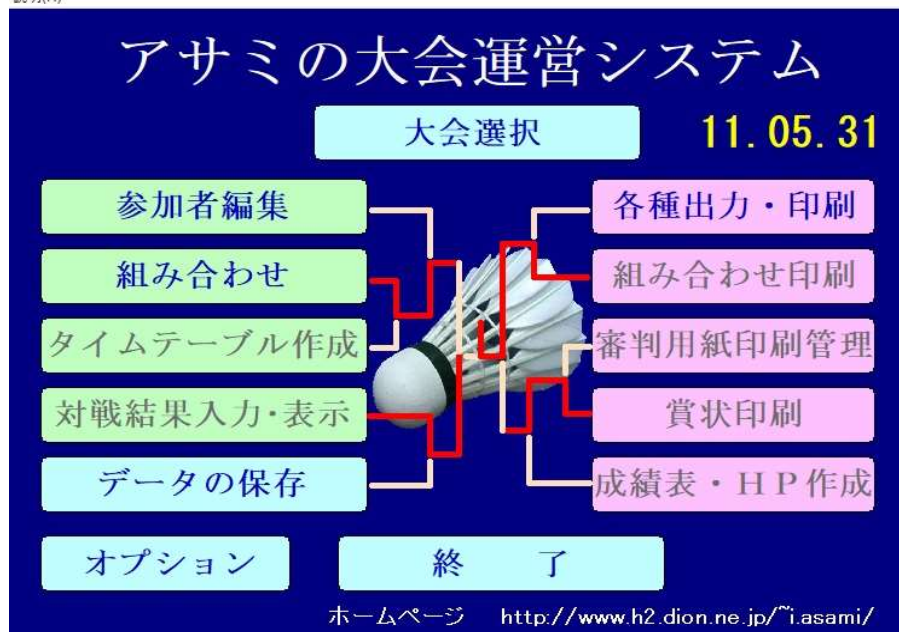 アサミの大会運営システム
大会選択
11.05.31
参加者編集
各種出力・印刷
組み合わせ
組み合わせ印刷
タイムテーブル作成
審判用紙印刷管理
対戦結果入力・表示
賞状印刷
データの保存
成績表・ＨＰ作成
オプション
終　了
ホームページ　http://www.h2.dion.ne.jp/~i.asami/